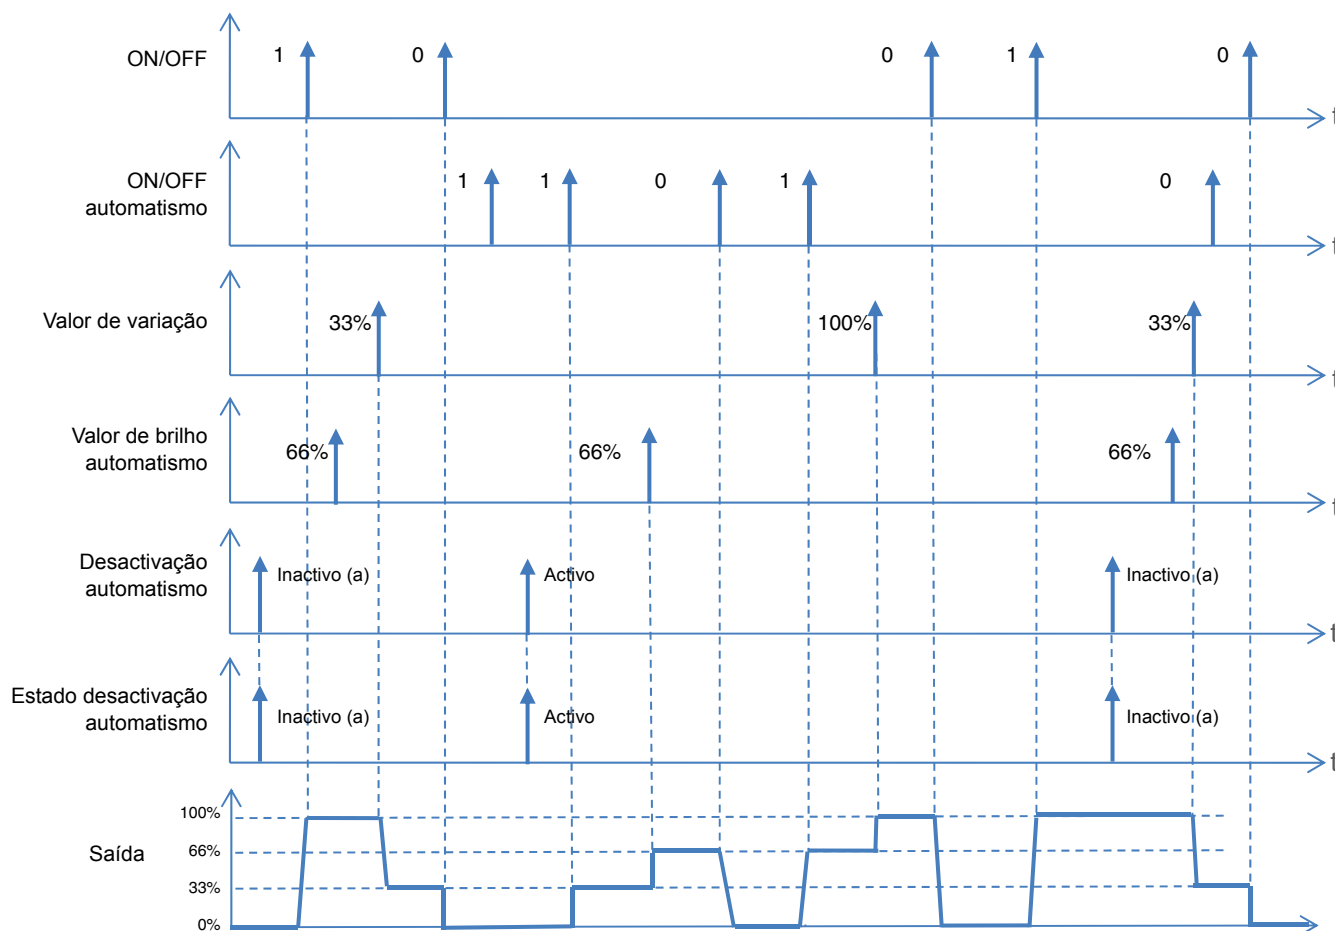 ON/OFF
1
0
0
1
0
t
ON/OFF
automatismo
1
1
0
1
0
t
Valor de variação
33%
100%
33%
t
Valor de brilho
automatismo
66%
66%
66%
t
Desactivação
automatismo
Inactivo (a)
Activo
Inactivo (a)
t
Estado desactivação
automatismo
Inactivo (a)
Activo
Inactivo (a)
t
Saída
100%
66%
33%
0%